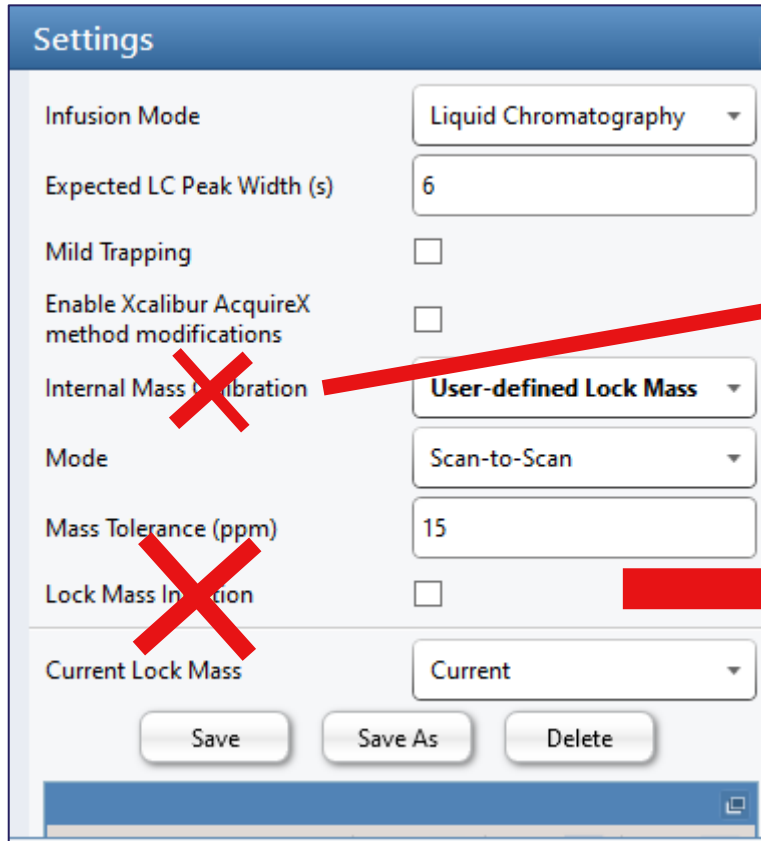 Settings
Infusion Mode Liquid Chromatography
Expected LC Peak Width (s) 6
Mild Trapping
Enable Xcalibur AcquireX
method modifications
Internal Mass Calibration User-defined Lock Mass
Mode Scan-to-Scan
Mass Tolerance (ppm) 15
Lock Mass Injection
Current Lock Mass Current
Save Save As Delete